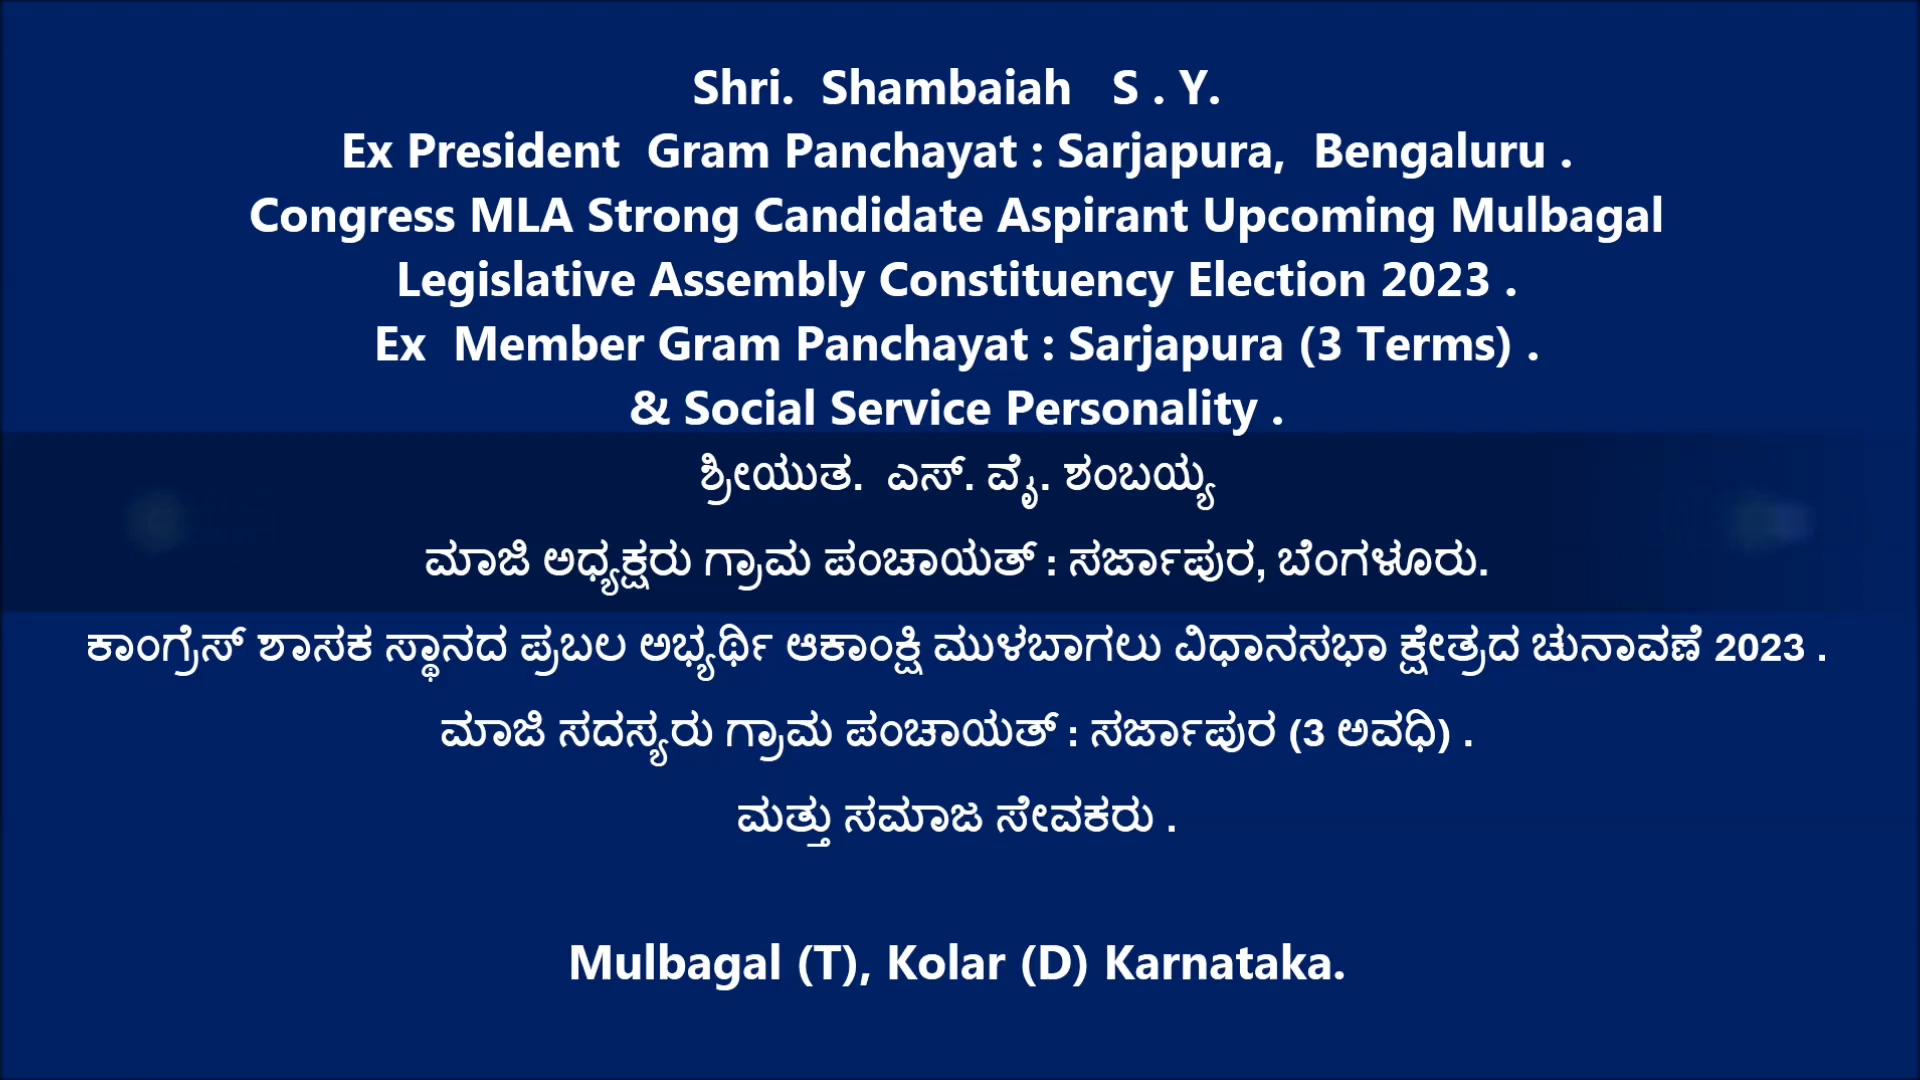 Shri. Shambaiah S . Y.
Ex President Gram Panchayat : Sarjapura, Bengaluru .
Congress MLA Strong Candidate Aspirant Upcoming Mulbagal
Legislative Assembly Constituency Election 2023 .
Ex Member Gram Panchayat : Sarjapura (3 Terms) .
& Social Service Personality .
ಶ್ರೀಯುತ. ಎಸ್. ವೈ. ಶಂಬಯ್ಯ
ಮಾಜಿ ಅಧ್ಯಕ್ಷರು ಗ್ರಾಮ ಪಂಚಾಯತ್ : ಸರ್ಜಾಪುರ, ಬೆಂಗಳೂರು.
ಕಾಂಗ್ರೆಸ್ ಶಾಸಕ ಸ್ಥಾನದ ಪ್ರಬಲ ಅಭ್ಯರ್ಥಿ ಆಕಾಂಕ್ಷಿ ಮುಳಬಾಗಲು ವಿಧಾನಸಭಾ ಕ್ಷೇತ್ರದ ಚುನಾವಣೆ 2023 .
ಮಾಜಿ ಸದಸ್ಯರು ಗ್ರಾಮ ಪಂಚಾಯತ್ : ಸರ್ಜಾಪುರ (3 ಅವಧಿ) .
ಮತ್ತು ಸಮಾಜ ಸೇವಕರು .
Mulbagal (T), Kolar (D) Karnataka.